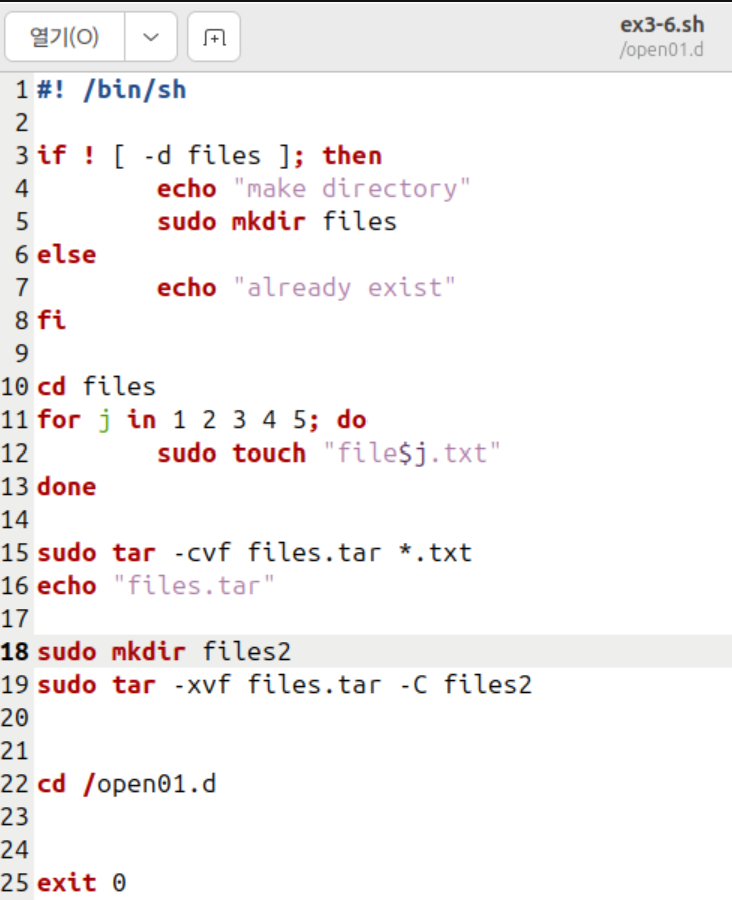 열기(O)
ex3-6.sh
/open01.d
1 #! /bin/sh
2
3 if ! [ -d files ]; then
4         echo "make directory"
5         sudo mkdir files
6 else
7         echo "already exist"
8 fi
9
10 cd files
11 for j in 1 2 3 4 5; do
12         sudo touch "file$j.txt"
13 done
14
15 sudo tar -cvf files.tar *.txt
16 echo "files.tar"
17
18 sudo mkdir files2
19 sudo tar -xvf files.tar -C files2
20
21
22 cd /open01.d
23
24
25 exit 0